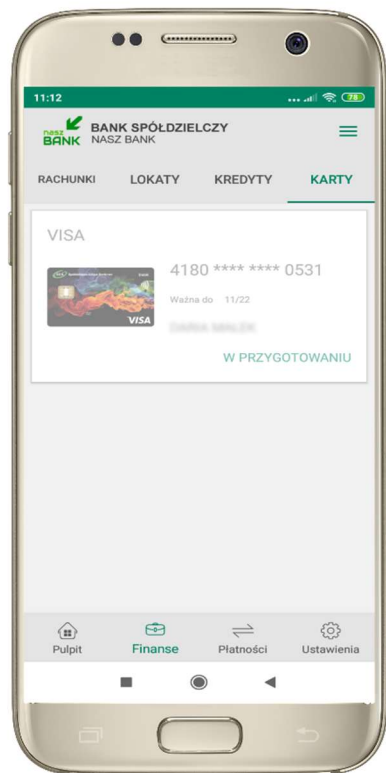 11:12
78
nasz BANK
BANK SPÓŁDZIELCZY
NASZ BANK
RACHUNKI LOKATY KREDYTY KARTY
VISA
4180 **** **** 0531
VISA
Ważna do 11/22
W PRZYGOTOWANIU
Pulpit Finanse Płatności Ustawienia